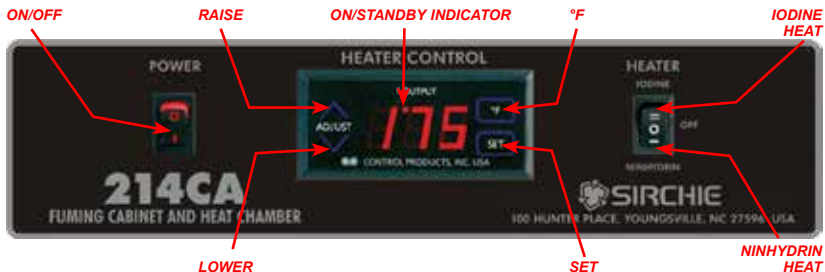 ON/OFF
RAISE
ON/STANDBY INDICATOR
°F
IODINE
HEAT
POWER
HEATER CONTROL
HEATER
IODINE
OUTPUT
175
°F
ADJUST
SET
OFF
CONTROL PRODUCTS, INC. USA
NINHYDRIN
214CA
FUMING CABINET AND HEAT CHAMBER
SIRCHIE
100 HUNTER PLACE, YOUNGSVILLE, NC 27596 USA
LOWER
SET
NINHYDRIN
HEAT